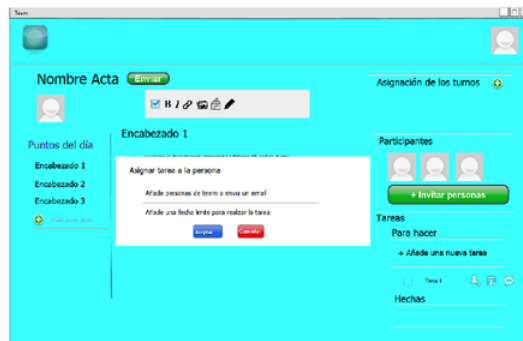 Team
Nombre Acta
Enviar
Asignación de los turnos
B I
Puntos del día
Encabezado 1
Encabezado 2
Encabezado 3
Encabezado 1
Asignar tarea a la persona
Añade personas de team o envia un email
Añade una fecha limite para realizar la tarea
Aceptar
Cancelar
Participantes
+ Invitar personas
Tareas
Para hacer
+ Añade una nueva tarea
Tarea 1
Hechas